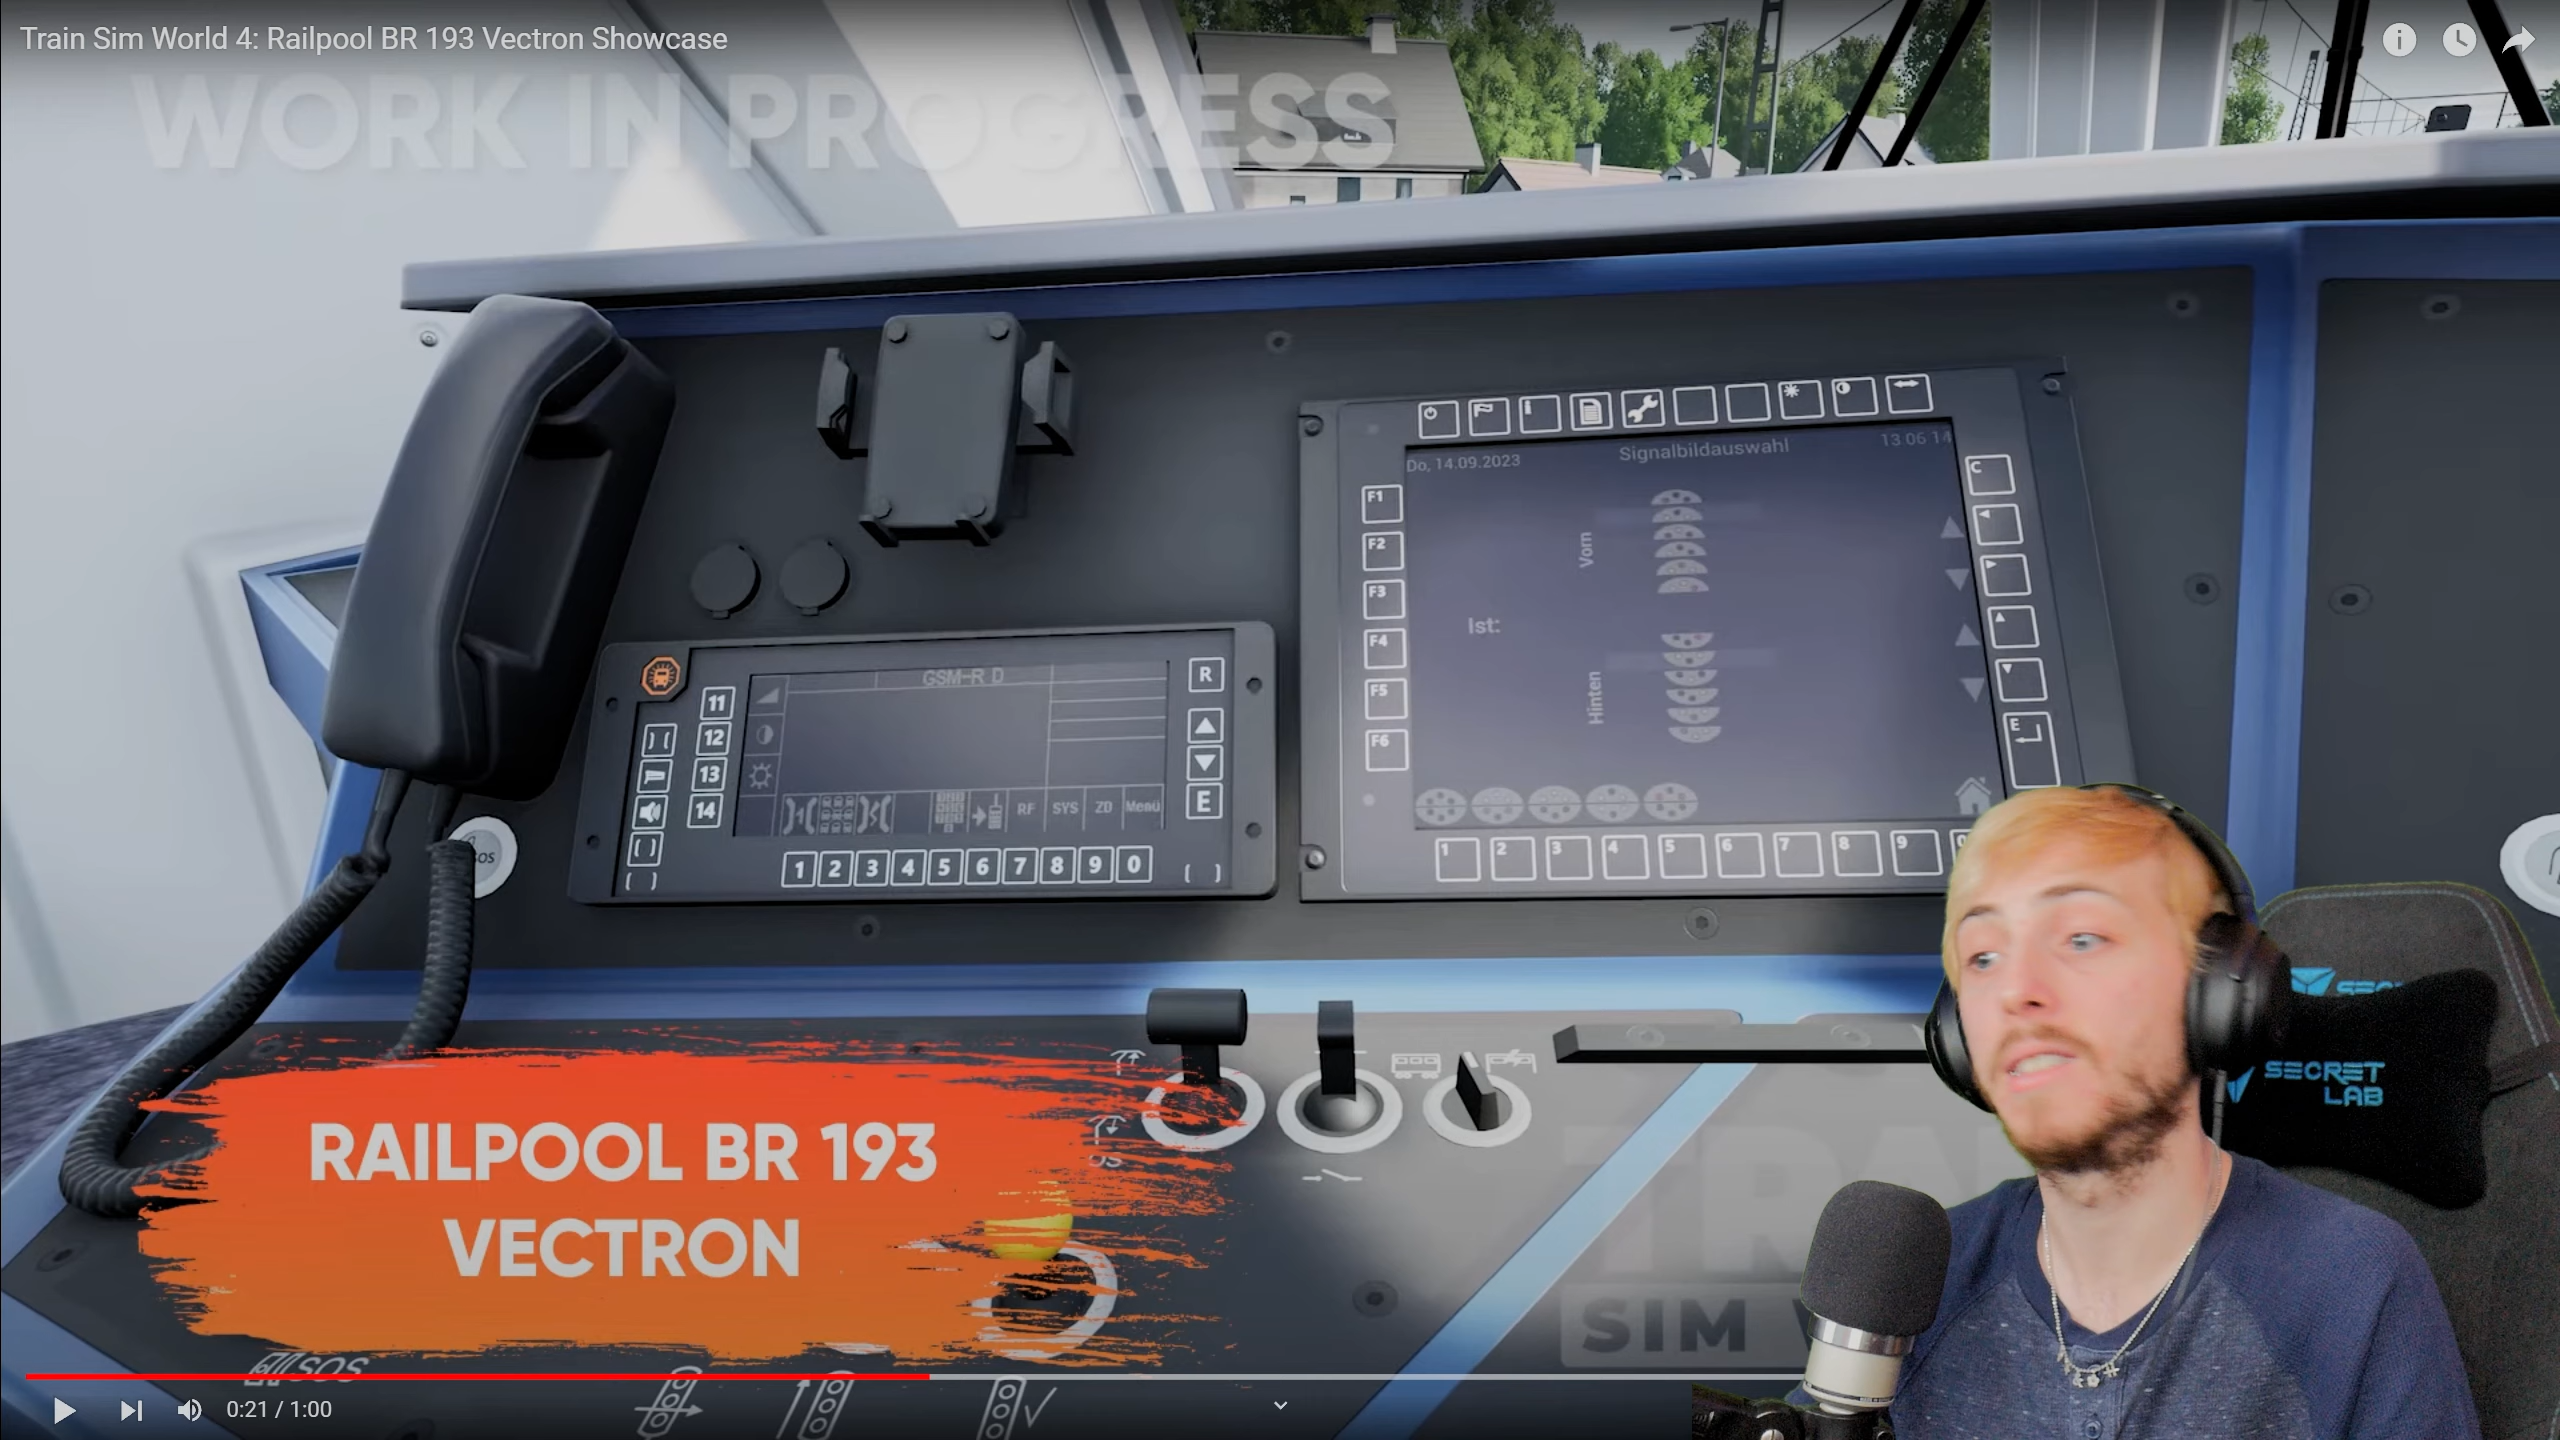 Train Sim World 4: Railpool BR 193 Vectron Showcase
WORK IN PROGRESS
Do, 14.09.2023
Signalbildauswahl
13:06:14
C
F1
F2
F3
F4
F5
F6
Vorn
Ist:
Hinten
E
1 2 3 4 5 6 7 8 9
GSM-R D
R
11
12
13
14
RF SYS ZD Menü
E
1 2 3 4 5 6 7 8 9 0
SOS
RAILPOOL BR 193
VECTRON
SIM
SECRET
LAB
SOS
0:21 / 1:00